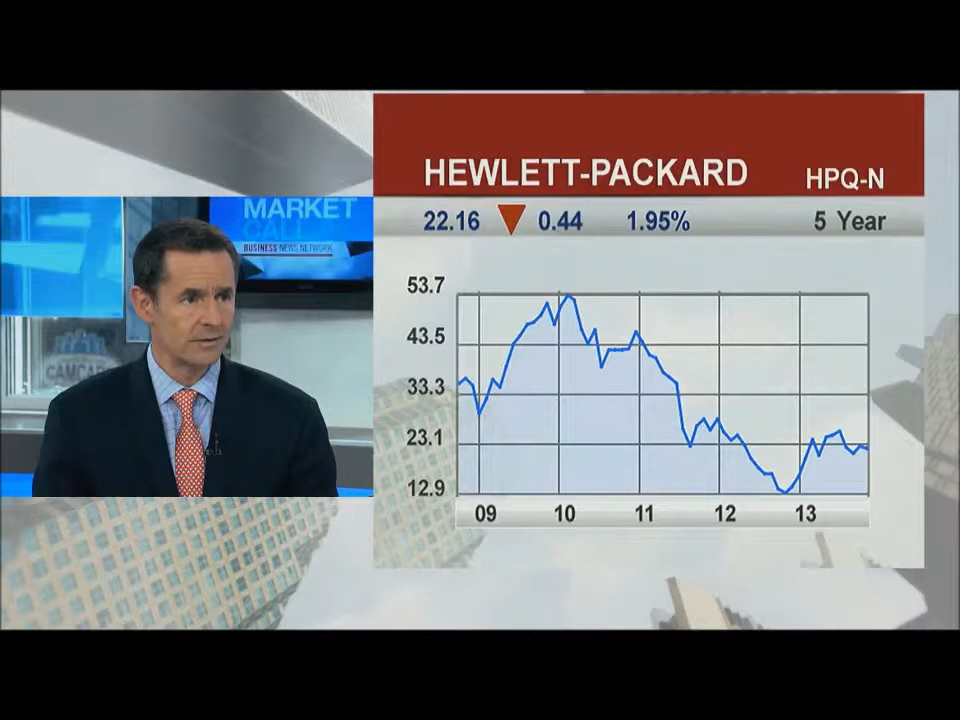 HEWLETT-PACKARD HPQ-N
22.16 0.44 1.95% 5 Year
MARKET
CALL
BUSINESS NEWS NETWORK
CAMCAR
53.7
43.5
33.3
23.1
12.9
09 10 11 12 13